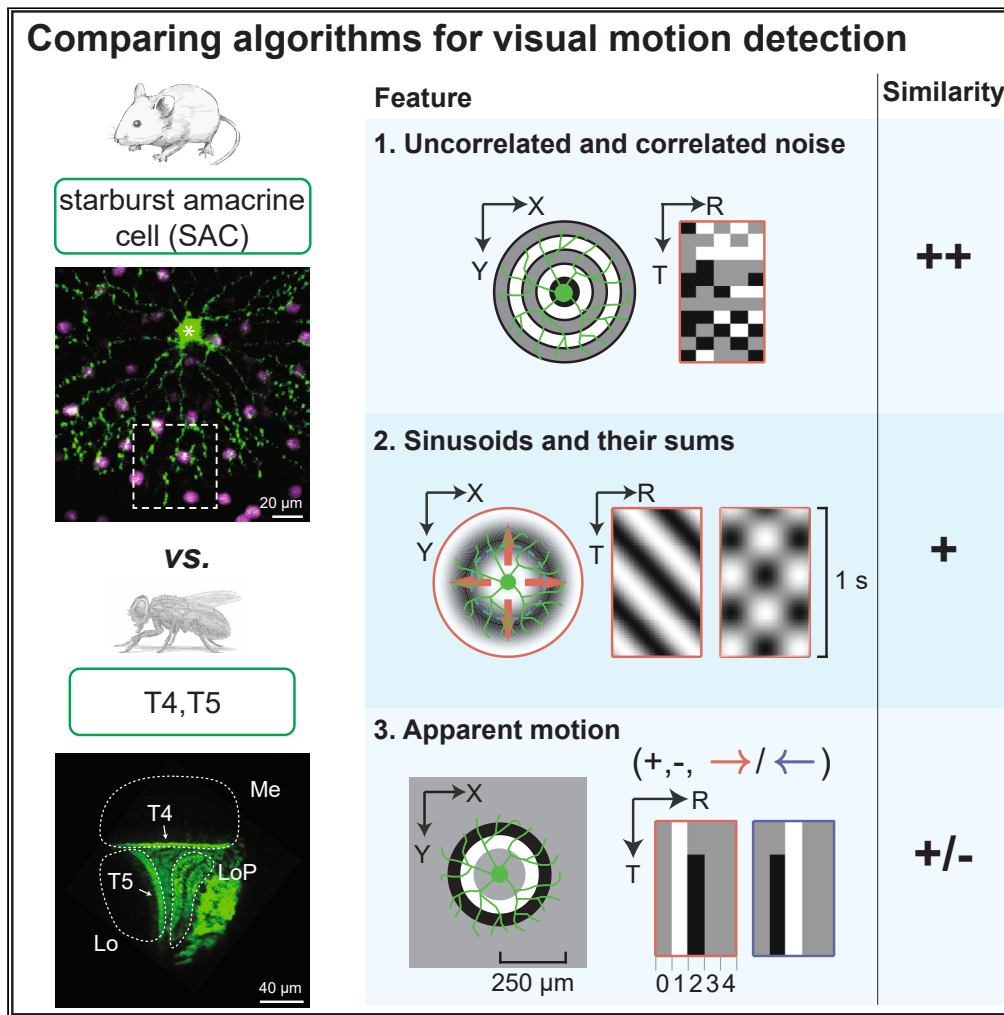 Comparing algorithms for visual motion detection
starburst amacrine
cell (SAC)
*
20 µm
vs.
T4,T5
Me
T4
T5
LoP
Lo
40 µm
Feature
Similarity
1. Uncorrelated and correlated noise
X
Y
R
T
++
2. Sinusoids and their sums
X
Y
R
T
1 s
+
3. Apparent motion
(+,-, → / ← )
X
Y
R
T
0 1 2 3 4
250 µm
+/-